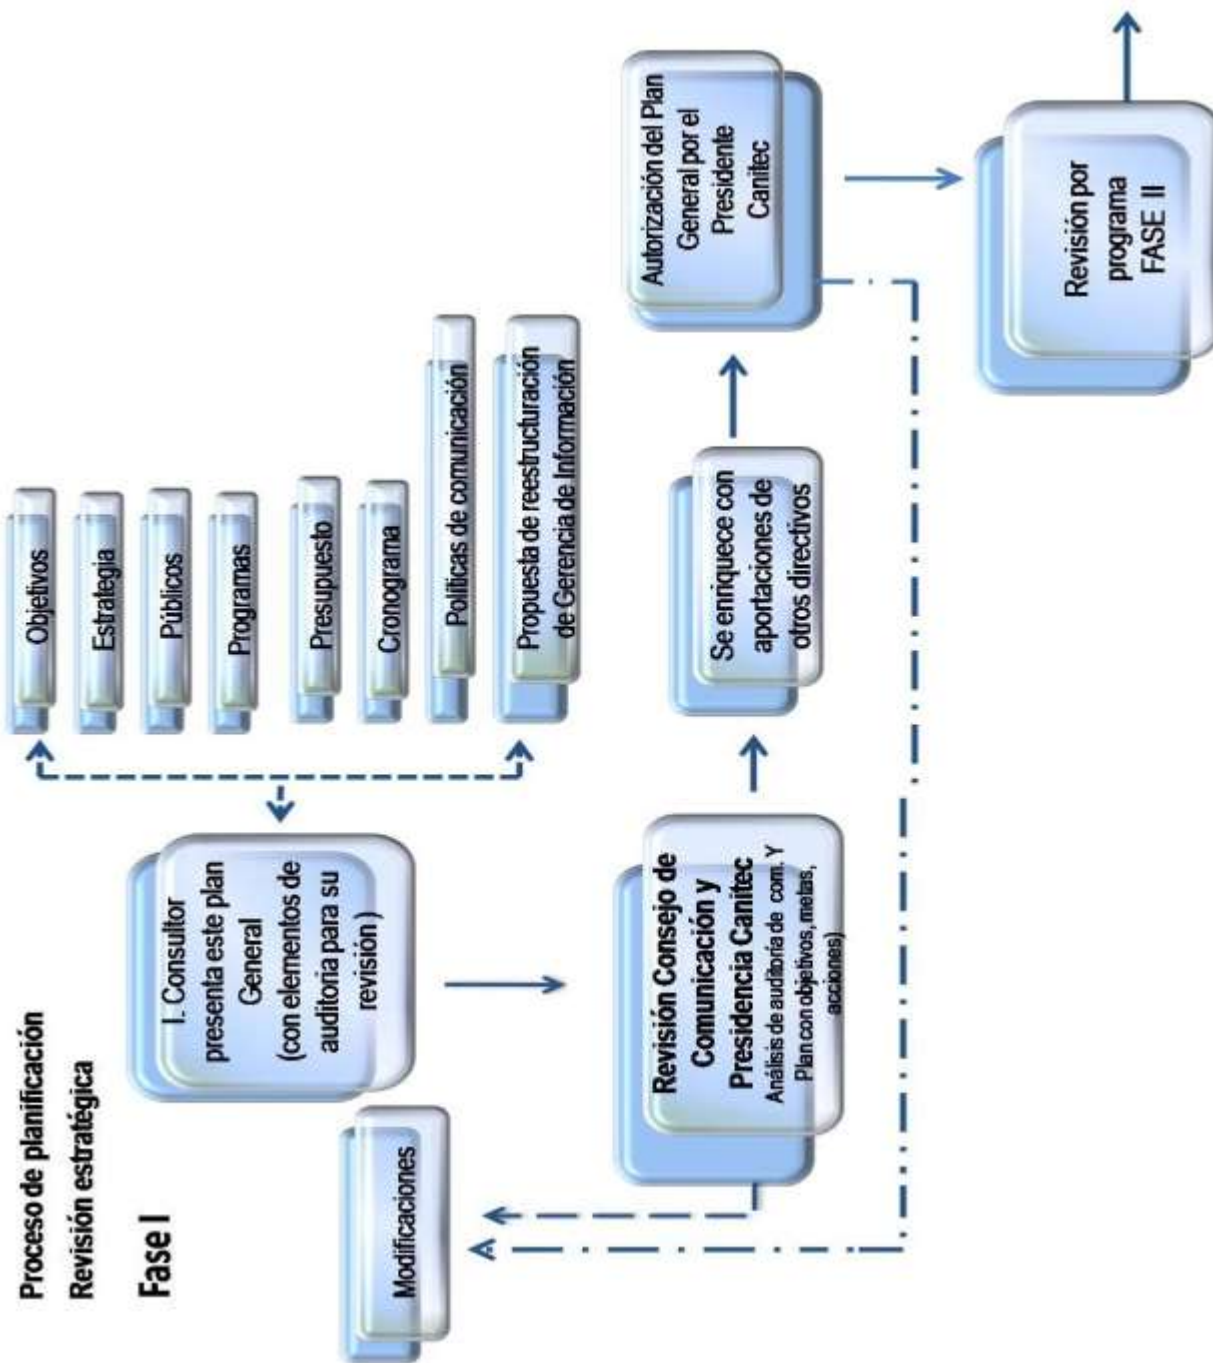 Proceso de planificación
Revisión estratégica
Fase I
I. Consultor
presenta este plan
General
(con elementos de
auditoria para su
revisión )
Objetivos
Estrategia
Públicos
Programas
Presupuesto
Cronograma
Políticas de comunicación
Propuesta de reestructuración
de Gerencia de Información
Modificaciones
Revisión Consejo de
Comunicación y
Presidencia Canitec
Análisis de auditoría de com. Y
Plan con objetivos, metas,
acciones)
Se enriquece con
aportaciones de
otros directivos
Autorización del Plan
General por el
Presidente
Canitec
Revisión por
programa
FASE II